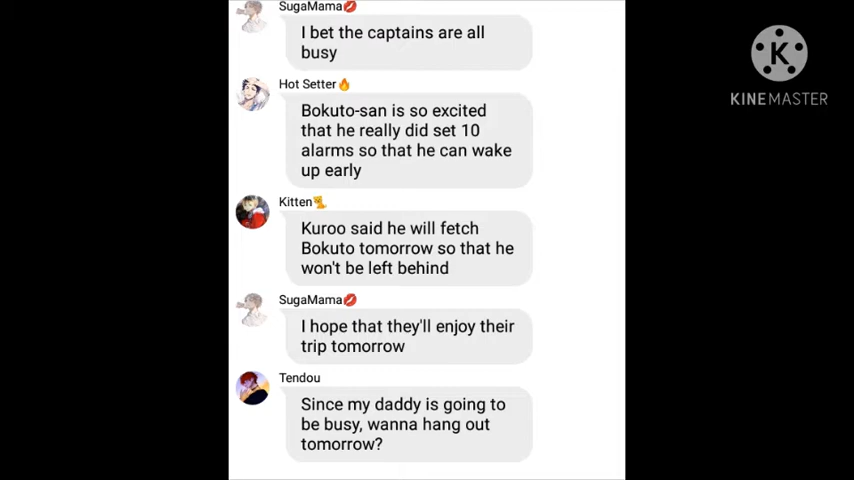 SugaMama💋
I bet the captains are all
busy
KINEMASTER
Hot Setter🔥
Bokuto-san is so excited
that he really did set 10
alarms so that he can wake
up early
Kitten🐈
Kuroo said he will fetch
Bokuto tomorrow so that he
won't be left behind
SugaMama💋
I hope that they'll enjoy their
trip tomorrow
Tendou
Since my daddy is going to
be busy, wanna hang out
tomorrow?